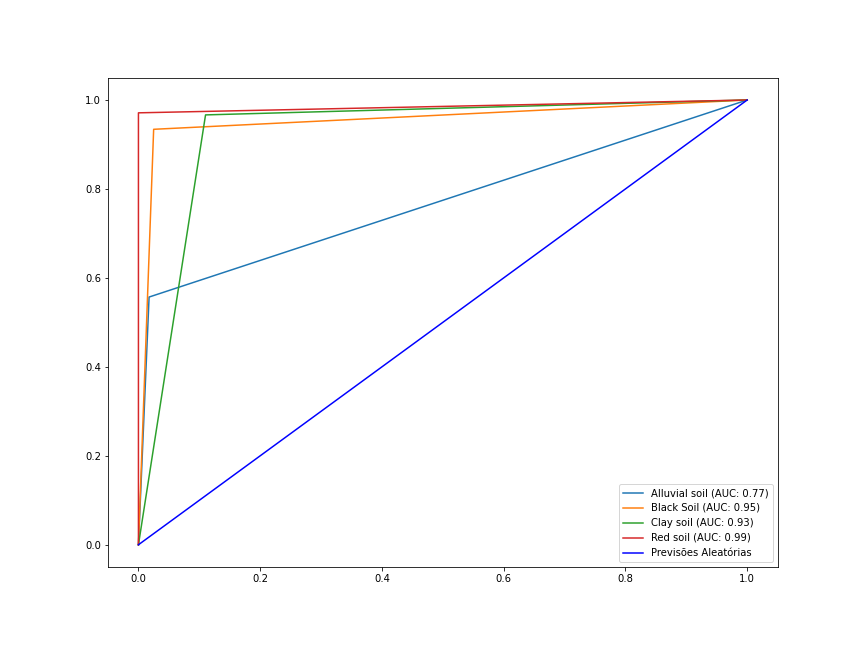 1.0
0.8
0.6
0.4
0.2
0.0
0.0 0.2 0.4 0.6 0.8 1.0
Alluvial soil (AUC: 0.77)
Black Soil (AUC: 0.95)
Clay soil (AUC: 0.93)
Red soil (AUC: 0.99)
Previsões Aleatórias